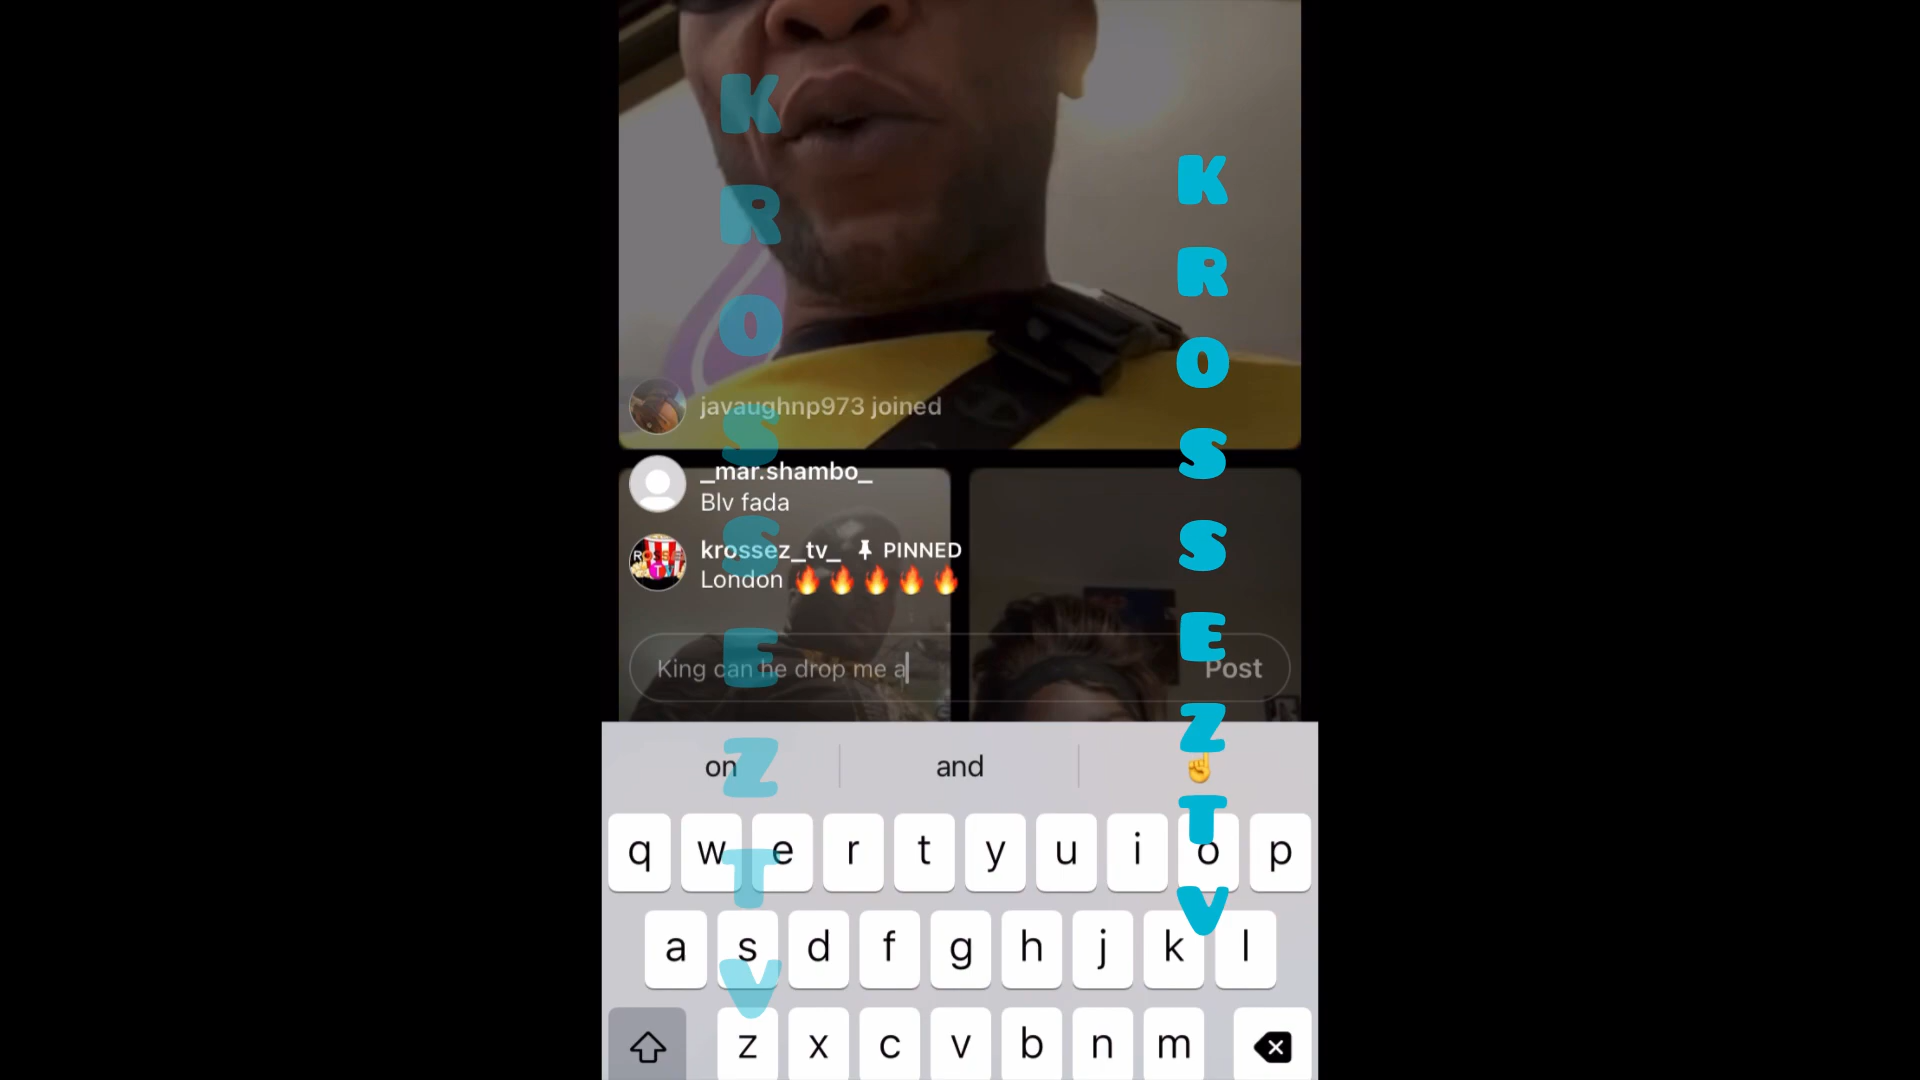 KROSSEZTV
KROSSEZTV
javaughnp973 joined
_mar.shambo_
Blv fada
krossez_tv_ PINNED
London 🔥🔥🔥🔥🔥
King can he drop me a
Post
on and ☝️
q w e r t y u i o p
a s d f g h j k l
z x c v b n m